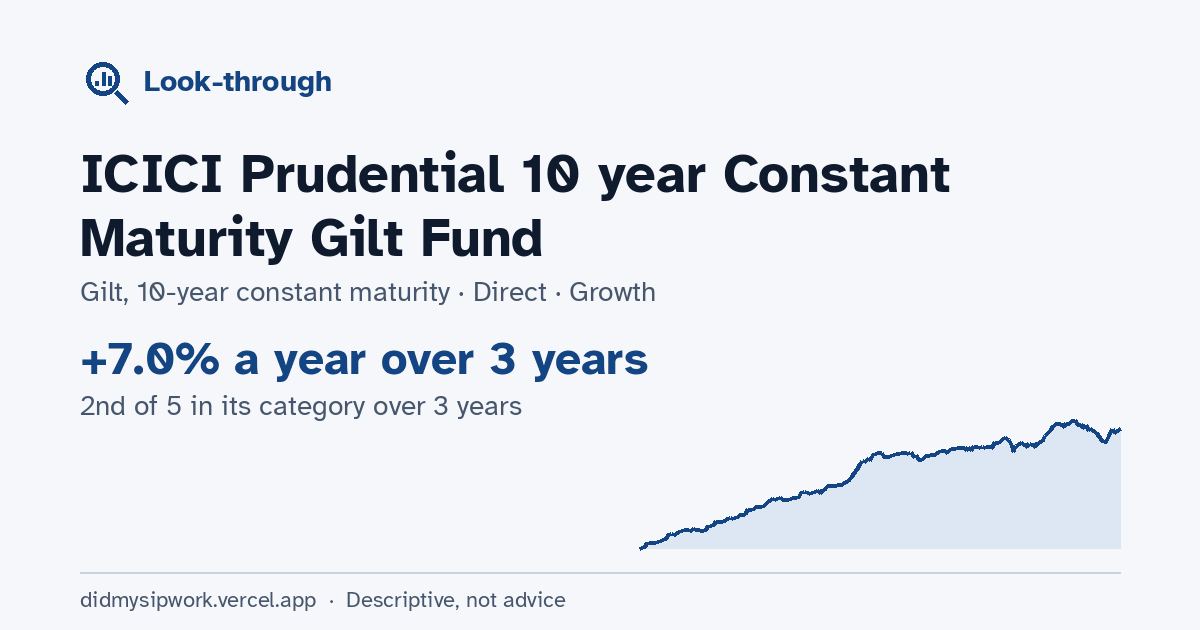 Look-through
ICICI Prudential 10 year Constant
Maturity Gilt Fund
Gilt, 10-year constant maturity · Direct · Growth
+7.0% a year over 3 years
2nd of 5 in its category over 3 years
didmysipwork.vercel.app · Descriptive, not advice